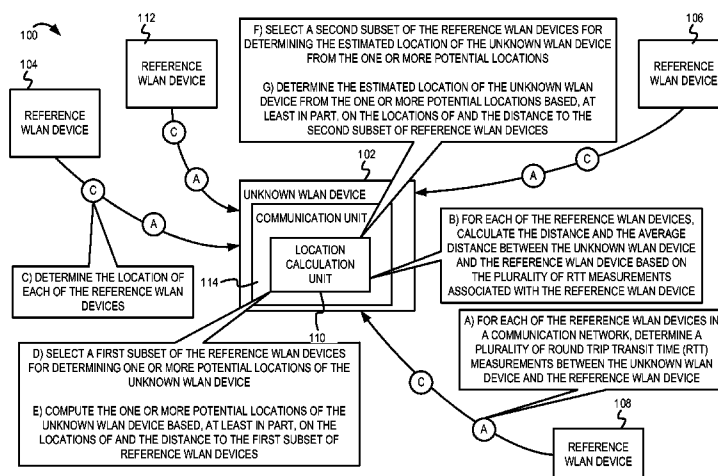 100
112
REFERENCE
WLAN DEVICE
104
REFERENCE
WLAN DEVICE
F) SELECT A SECOND SUBSET OF THE REFERENCE WLAN DEVICES FOR
DETERMINING THE ESTIMATED LOCATION OF THE UNKNOWN WLAN DEVICE
FROM THE ONE OR MORE POTENTIAL LOCATIONS
G) DETERMINE THE ESTIMATED LOCATION OF THE UNKNOWN WLAN
DEVICE FROM THE ONE OR MORE POTENTIAL LOCATIONS BASED, AT
LEAST IN PART, ON THE LOCATIONS OF AND THE DISTANCE TO THE
SECOND SUBSET OF REFERENCE WLAN DEVICES
106
REFERENCE
WLAN DEVICE
C
A
C
A
C
A
102
UNKNOWN WLAN DEVICE
COMMUNICATION UNIT
LOCATION
CALCULATION
UNIT
114
110
C) DETERMINE THE LOCATION OF
EACH OF THE REFERENCE WLAN
DEVICES
B) FOR EACH OF THE REFERENCE WLAN DEVICES,
CALCULATE THE DISTANCE AND THE AVERAGE
DISTANCE BETWEEN THE UNKNOWN WLAN DEVICE
AND THE REFERENCE WLAN DEVICE BASED ON
THE PLURALITY OF RTT MEASUREMENTS
ASSOCIATED WITH THE REFERENCE WLAN DEVICE
A) FOR EACH OF THE REFERENCE WLAN DEVICES IN
A COMMUNICATION NETWORK, DETERMINE A
PLURALITY OF ROUND TRIP TRANSIT TIME (RTT)
MEASUREMENTS BETWEEN THE UNKNOWN WLAN
DEVICE AND THE REFERENCE WLAN DEVICE
D) SELECT A FIRST SUBSET OF THE REFERENCE WLAN DEVICES
FOR DETERMINING ONE OR MORE POTENTIAL LOCATIONS OF THE
UNKNOWN WLAN DEVICE
E) COMPUTE THE ONE OR MORE POTENTIAL LOCATIONS OF THE
UNKNOWN WLAN DEVICE BASED, AT LEAST IN PART, ON THE
LOCATIONS OF AND THE DISTANCE TO THE FIRST SUBSET OF
REFERENCE WLAN DEVICES
C
A
108
REFERENCE
WLAN DEVICE